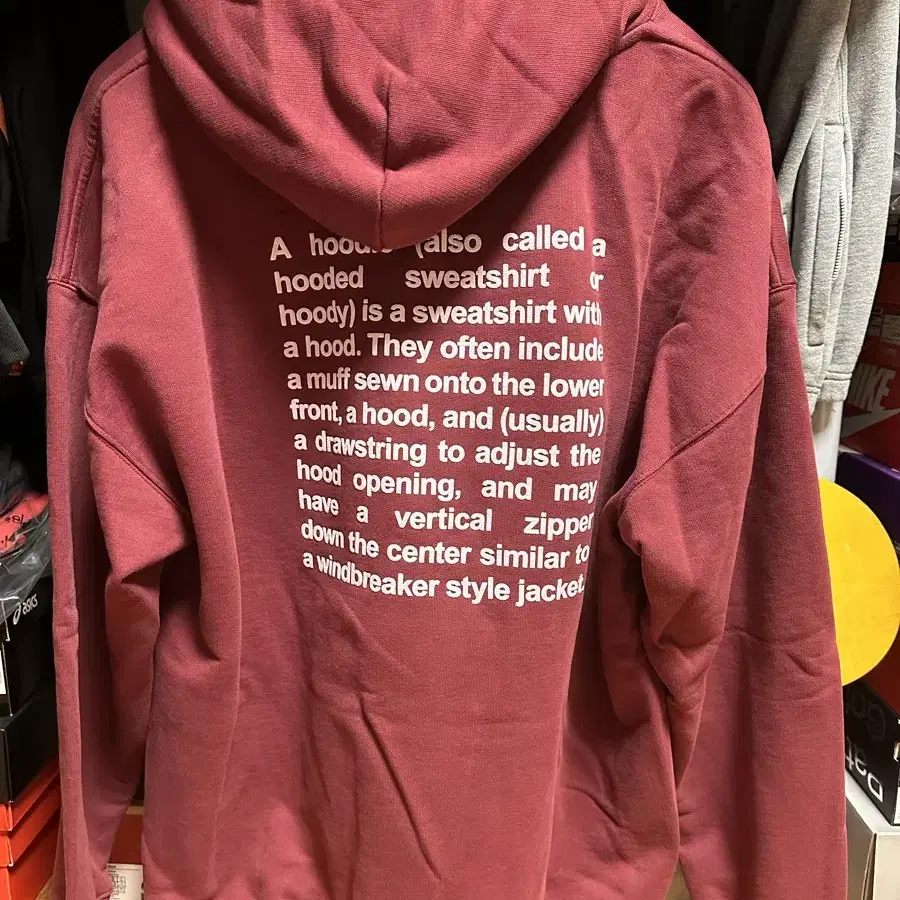 A hoodie (also called a
hooded sweatshirt or
hoody) is a sweatshirt with
a hood. They often include
a muff sewn onto the lower
front, a hood, and (usually)
a drawstring to adjust the
hood opening, and may
have a vertical zipper
down the center similar to
a windbreaker style jacket.
NIKE
asics